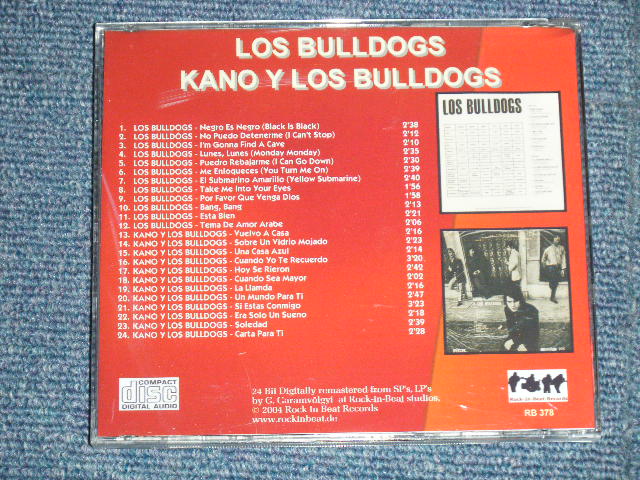 LOS BULLDOGS
KANO Y LOS BULLDOGS
1. LOS BULLDOGS - Negro Es Negro (Black Is Black) 2'38
2. LOS BULLDOGS - No Puedo Detenerme (I Can't Stop) 2'12
3. LOS BULLDOGS - I'm Gonna Find A Cave 2'10
4. LOS BULLDOGS - Lunes, Lunes (Monday Monday) 2'35
5. LOS BULLDOGS - Puedro Rebajarme (I Can Go Down) 2'30
6. LOS BULLDOGS - Me Enloqueces (You Turn Me On) 2'39
7. LOS BULLDOGS - El Submarino Amarillo (Yellow Submarine) 2'40
8. LOS BULLDOGS - Take Me Into Your Eyes 1'56
9. LOS BULLDOGS - Por Favor Que Venga Dios 1'58
10. LOS BULLDOGS - Bang, Bang 2'13
11. LOS BULLDOGS - Esta Bien 2'21
12. LOS BULLDOGS - Tema De Amor Arabe 2'06
13. KANO Y LOS BULLDOGS - Vuelvo A Casa 2'16
14. KANO Y LOS BULLDOGS - Sobre Un Vidrio Mojado 2'23
15. KANO Y LOS BULLDOGS - Una Casa Azul 2'14
16. KANO Y LOS BULLDOGS - Cuando Yo Te Recuerdo 3'20
17. KANO Y LOS BULLDOGS - Hoy Se Rieron 2'42
18. KANO Y LOS BULLDOGS - Cuando Sea Mayor 2'02
19. KANO Y LOS BULLDOGS - La Llamda 2'16
20. KANO Y LOS BULLDOGS - Un Mundo Para Ti 2'47
21. KANO Y LOS BULLDOGS - Si Estas Conmigo 3'23
22. KANO Y LOS BULLDOGS - Era Solo Un Sueno 2'18
23. KANO Y LOS BULLDOGS - Soledad 2'39
24. KANO Y LOS BULLDOGS - Carta Para Ti 2'28
LOS BULLDOGS
COMPACT
disc
DIGITAL AUDIO
24 Bil Digitally remastered from SP's, LP's
by G. Garamvölgyi at Rock-in-Beat studios.
© 2004 Rock in Beat Records
www.rockinbeat.de
Rock-in-Beat Records
RB 378